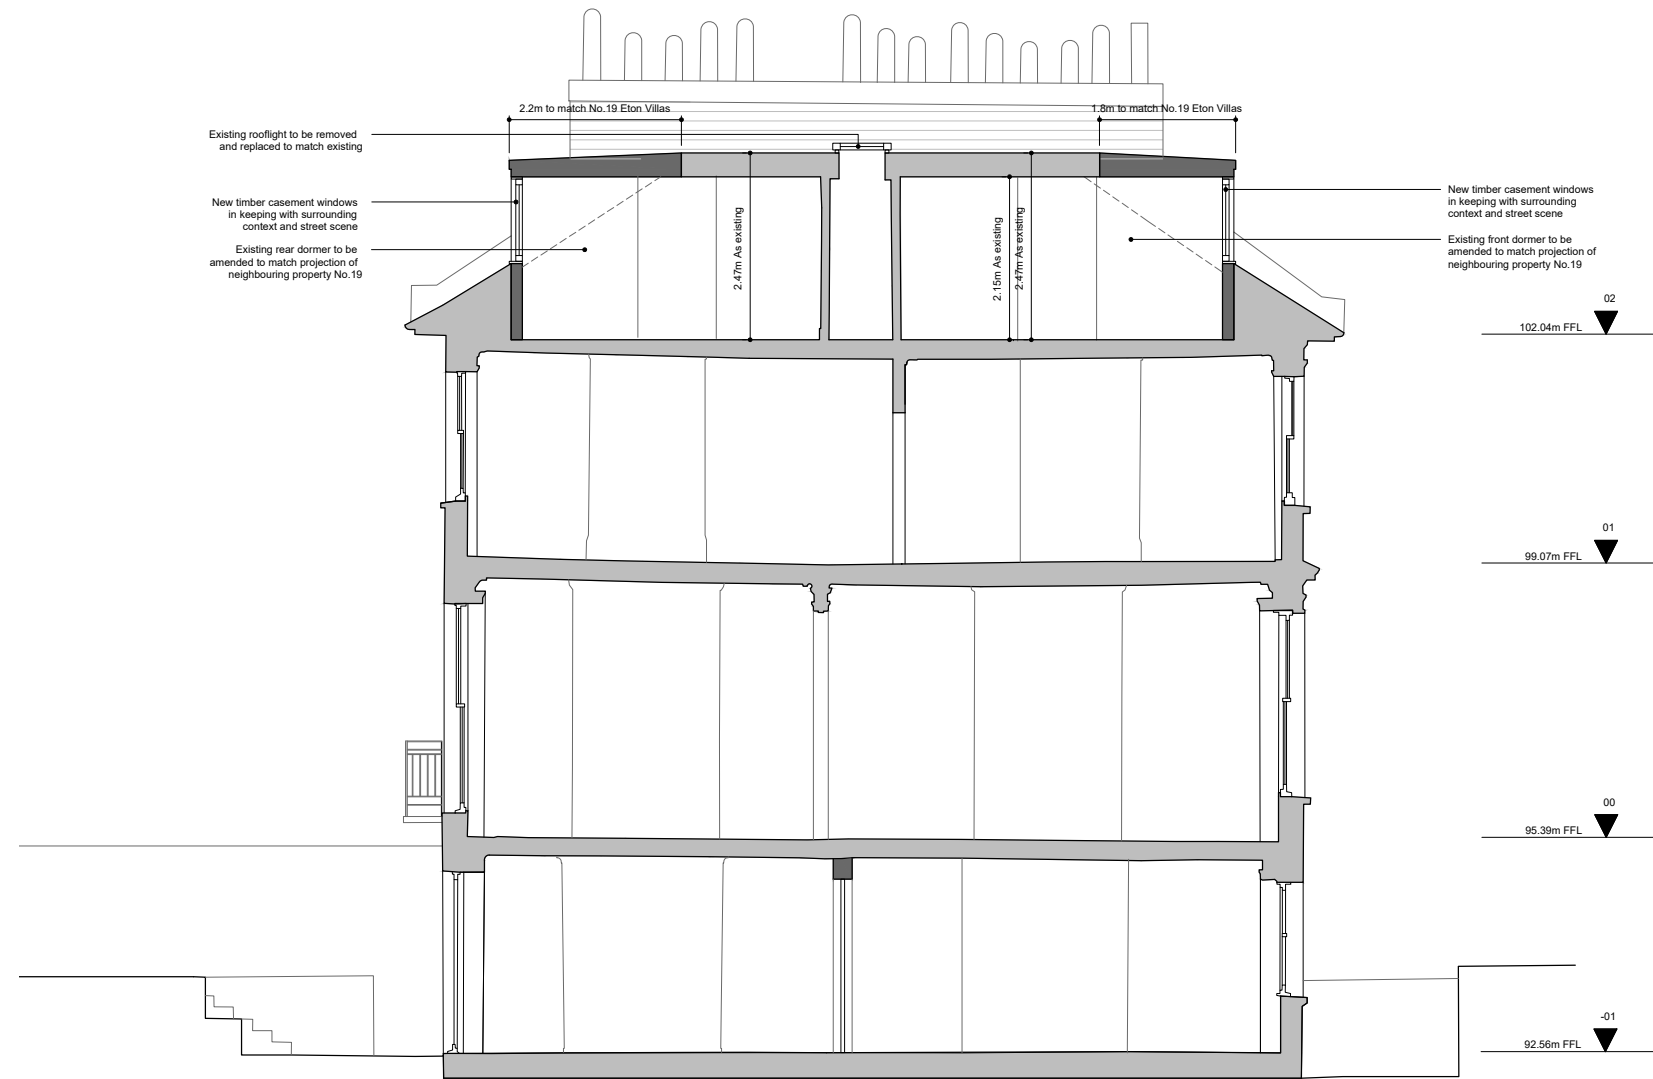 2.2m to match No.19 Eton Villas
1.8m to match No.19 Eton Villas
Existing rooflight to be removed
and replaced to match existing
New timber casement windows
in keeping with surrounding
context and street scene
Existing rear dormer to be
amended to match projection of
neighbouring property No.19
2.47m As existing
2.15m As existing
2.47m As existing
New timber casement windows
in keeping with surrounding
context and street scene
Existing front dormer to be
amended to match projection of
neighbouring property No.19
02
102.04m FFL
01
99.07m FFL
00
95.39m FFL
-01
92.56m FFL